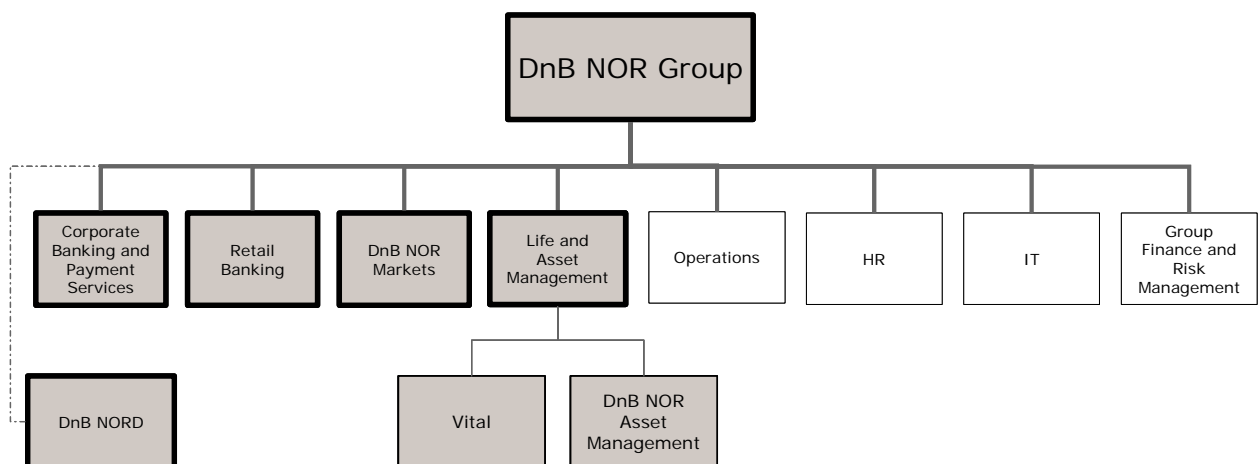 DnB NOR Group
Corporate
Banking and
Payment
Services
Retail
Banking
DnB NOR
Markets
Life and
Asset
Management
Operations
HR
IT
Group
Finance and
Risk
Management
DnB NORD
Vital
DnB NOR
Asset
Management